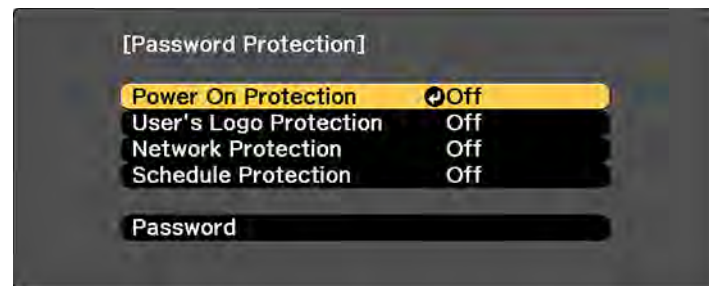 [Password Protection]
Power On Protection Off
User's Logo Protection Off
Network Protection Off
Schedule Protection Off
Password